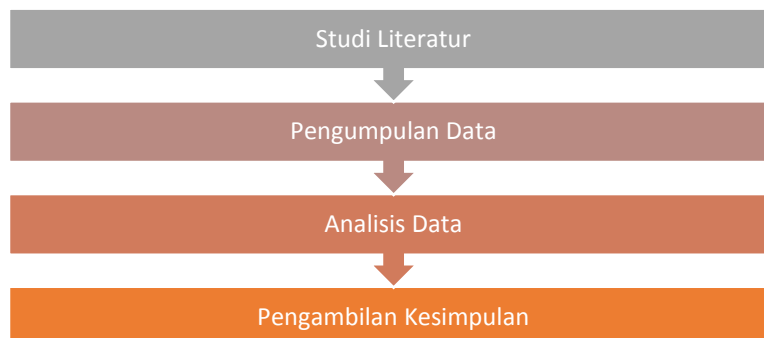 Studi Literatur
Pengumpulan Data
Analisis Data
Pengambilan Kesimpulan